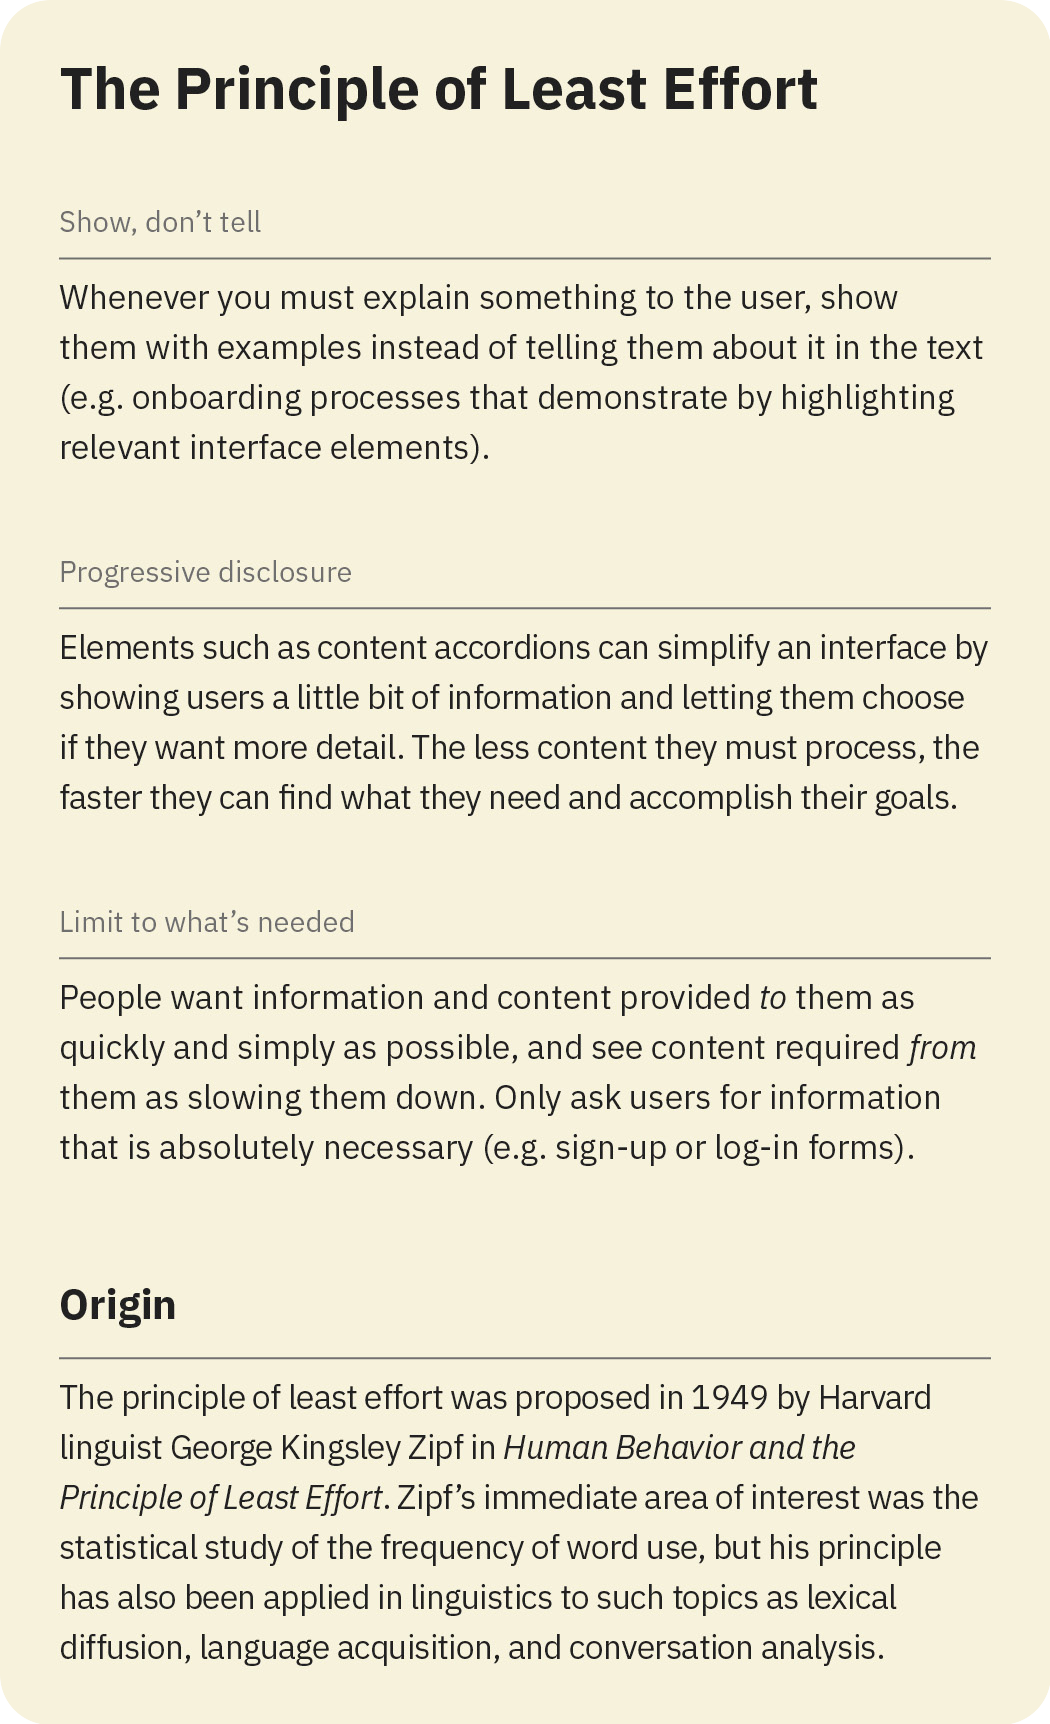 The Principle of Least Effort
Show, don’t tell
Whenever you must explain something to the user, show
them with examples instead of telling them about it in the text
(e.g. onboarding processes that demonstrate by highlighting
relevant interface elements).
Progressive disclosure
Elements such as content accordions can simplify an interface by
showing users a little bit of information and letting them choose
if they want more detail. The less content they must process, the
faster they can find what they need and accomplish their goals.
Limit to what’s needed
People want information and content provided to them as
quickly and simply as possible, and see content required from
them as slowing them down. Only ask users for information
that is absolutely necessary (e.g. sign-up or log-in forms).
Origin
The principle of least effort was proposed in 1949 by Harvard
linguist George Kingsley Zipf in Human Behavior and the
Principle of Least Effort. Zipf’s immediate area of interest was the
statistical study of the frequency of word use, but his principle
has also been applied in linguistics to such topics as lexical
diffusion, language acquisition, and conversation analysis.